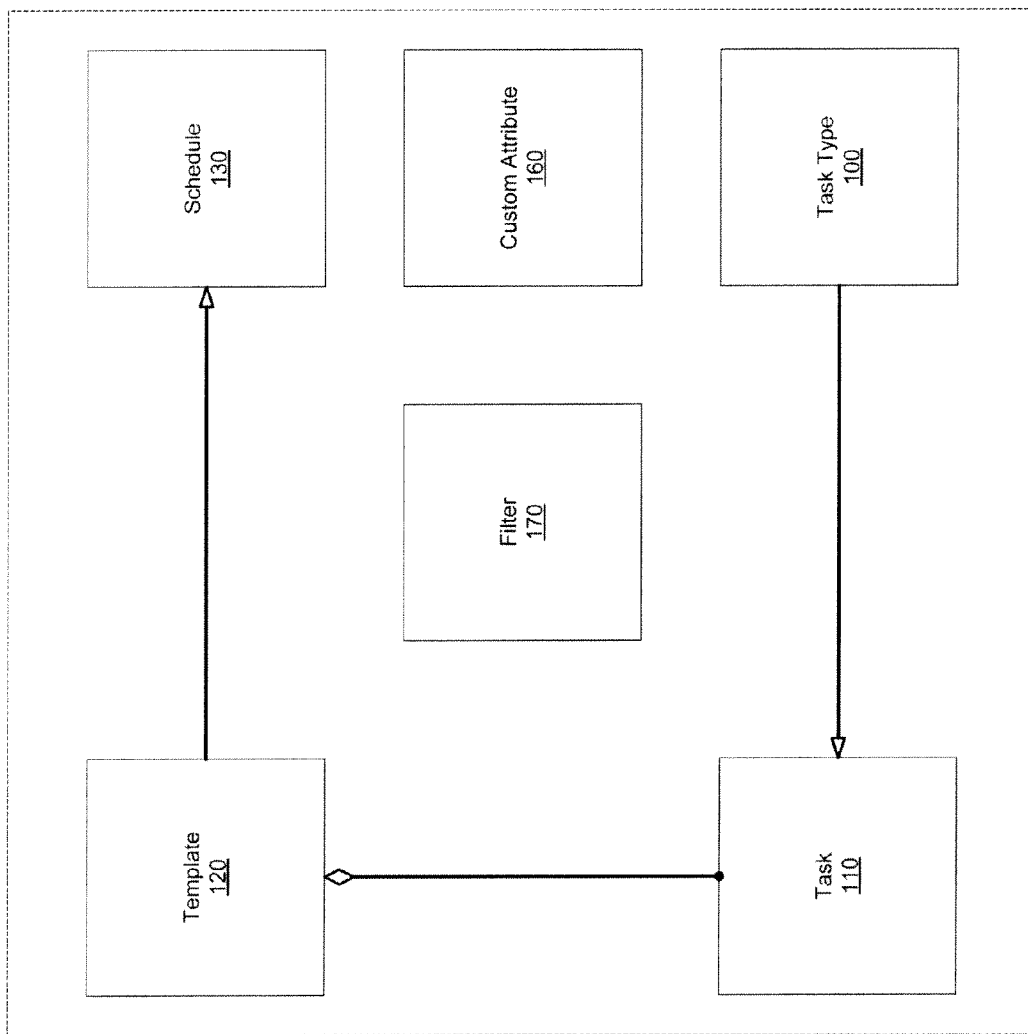 Template
120
Schedule
130
Filter
170
Custom Attribute
160
Task
110
Task Type
100